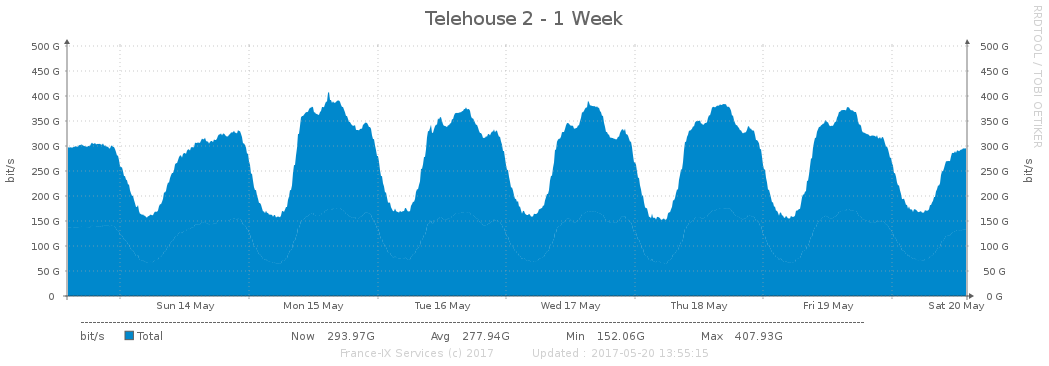 Telehouse 2 - 1 Week
RRDTOOL / TOBI OETIKER
500 G 500 G
450 G 450 G
400 G 400 G
350 G 350 G
300 G 300 G
250 G 250 G
200 G 200 G
150 G 150 G
100 G 100 G
50 G 50 G
0 0 G
bit/s
bit/s
Sun 14 May Mon 15 May Tue 16 May Wed 17 May Thu 18 May Fri 19 May Sat 20 May
bit/s Total Now 293.97G Avg 277.94G Min 152.06G Max 407.93G
France-IX Services (c) 2017 Updated : 2017-05-20 13:55:15